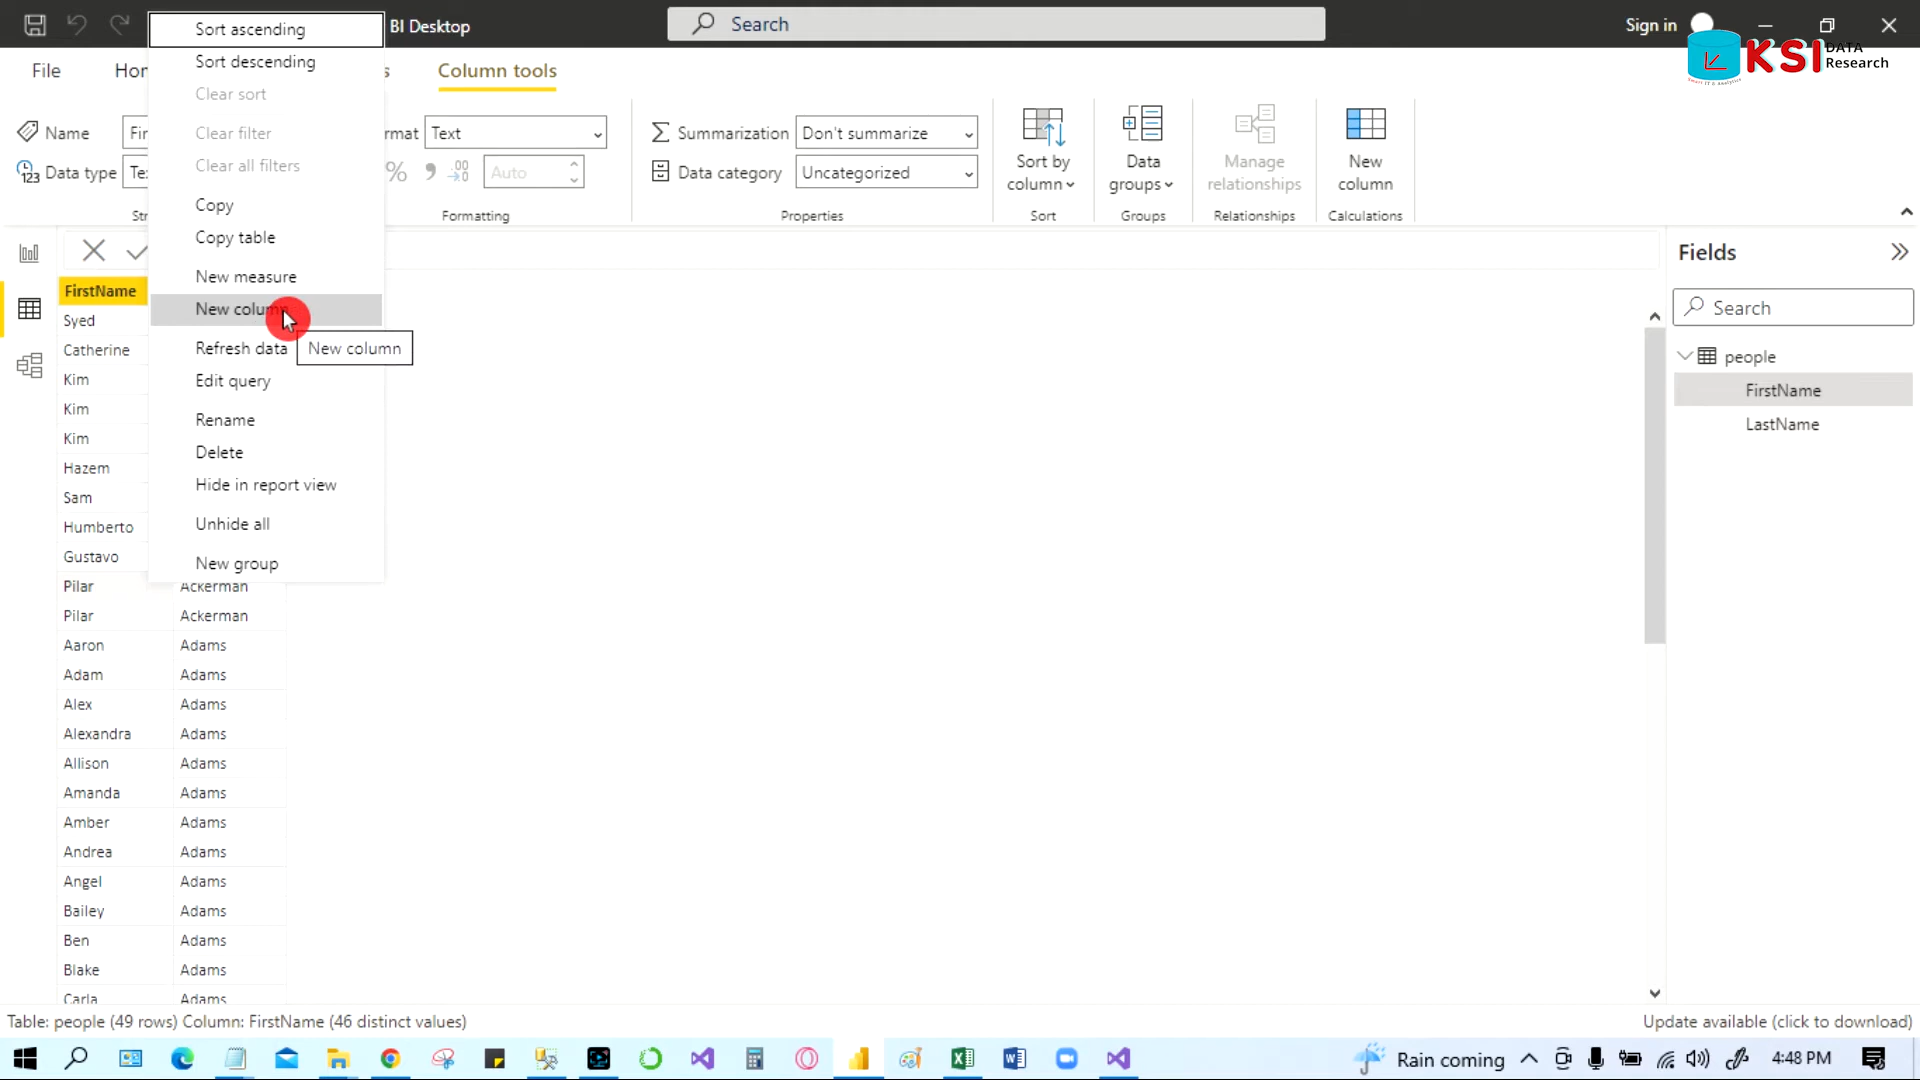 BI Desktop
Search
Sign in
KSI DATA Research
File
Hor
s
Column tools
Sort ascending
Sort descending
Clear sort
Clear filter
Clear all filters
Copy
Copy table
New measure
New column
New column
Refresh data
Edit query
Rename
Delete
Hide in report view
Unhide all
New group
Name
Fir
Data type
Te
Str
rmat
Text
Auto
Formatting
Summarization
Don't summarize
Data category
Uncategorized
Properties
Sort by
column
Sort
Data
groups
Groups
Manage
relationships
Relationships
New
column
Calculations
FirstName
Syed
Catherine
Kim
Kim
Kim
Hazem
Sam
Humberto
Gustavo
Pilar Ackerman
Pilar Ackerman
Aaron Adams
Adam Adams
Alex Adams
Alexandra Adams
Allison Adams
Amanda Adams
Amber Adams
Andrea Adams
Angel Adams
Bailey Adams
Ben Adams
Blake Adams
Carla Adams
Fields
Search
people
FirstName
LastName
Table: people (49 rows) Column: FirstName (46 distinct values)
Update available (click to download)
Rain coming
4:48 PM